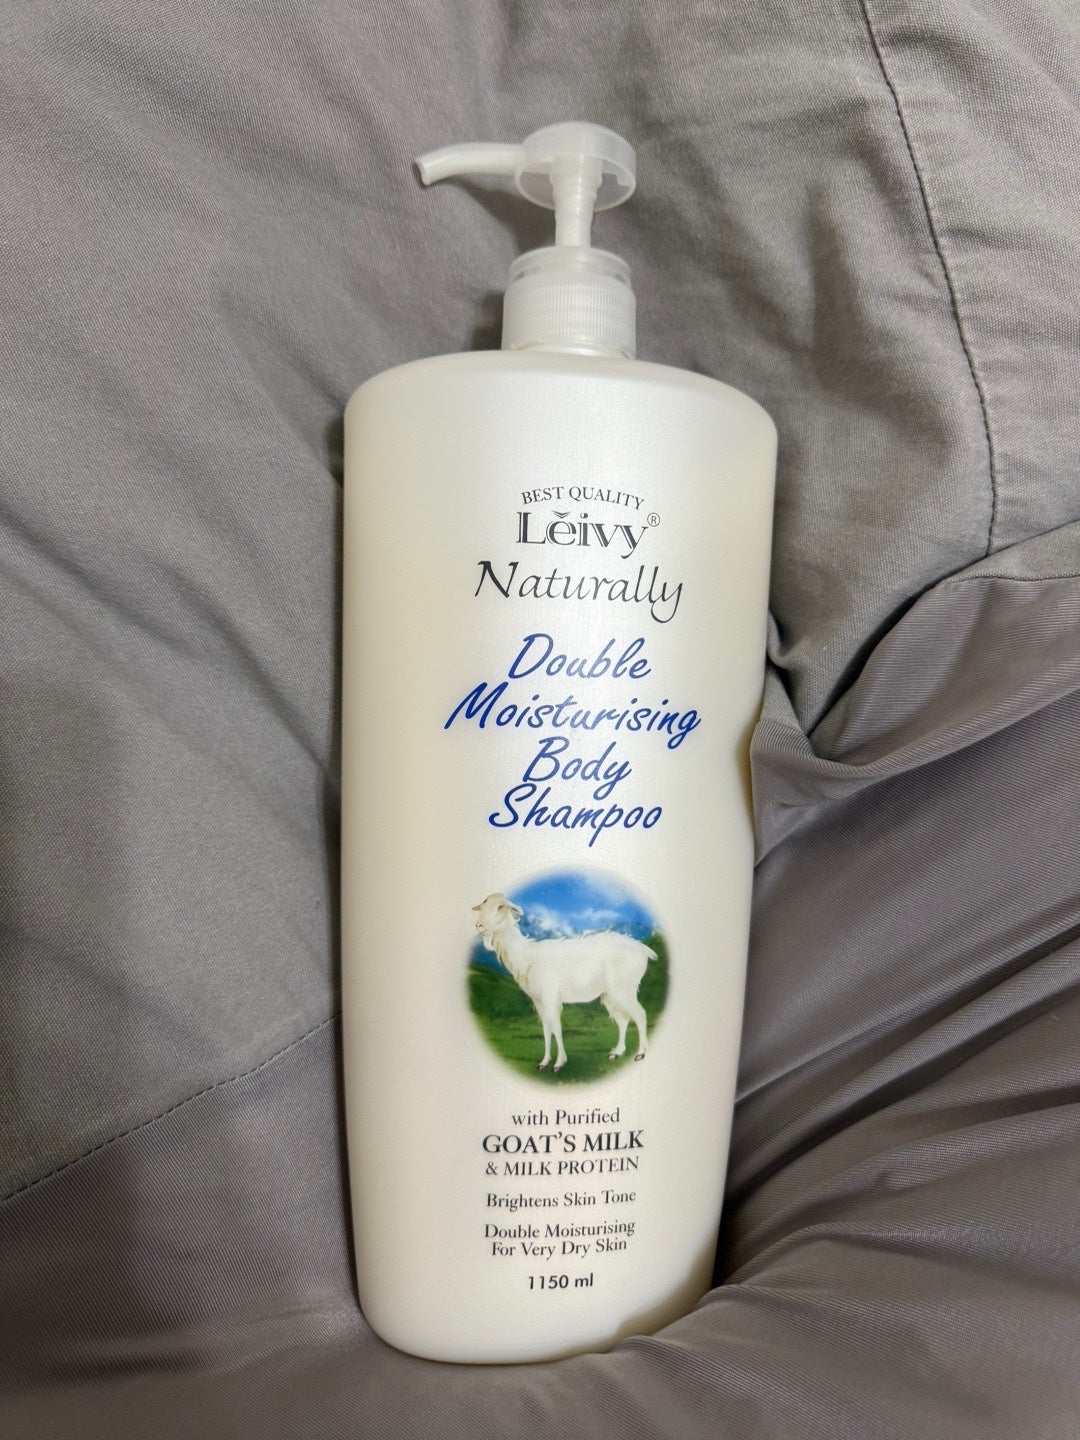 BEST QUALITY
Lěivy®
Naturally
Double
Moisturising
Body
Shampoo
with Purified
GOAT'S MILK
& MILK PROTEIN
Brightens Skin Tone
Double Moisturising
For Very Dry Skin
1150 ml